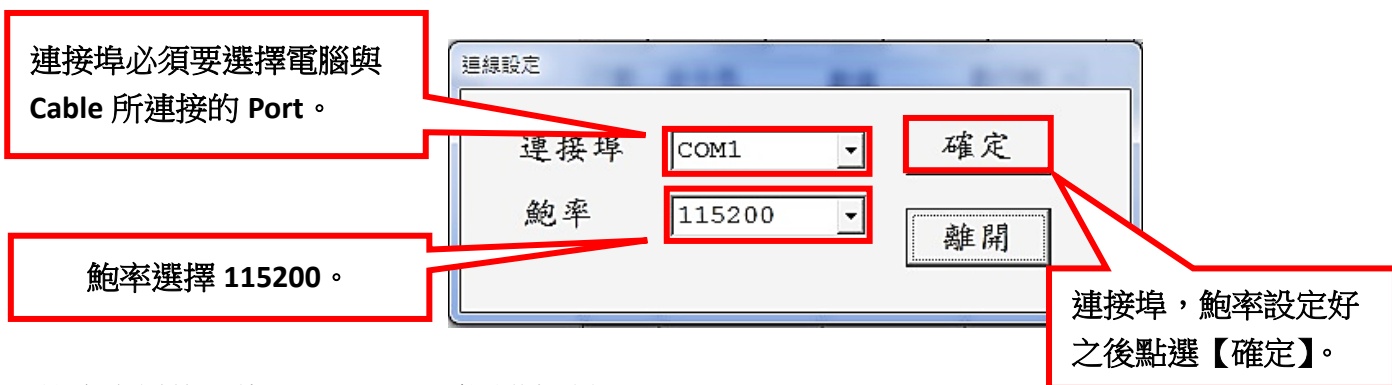 連接埠必須要選擇電腦與
Cable 所連接的 Port。
連線設定
連接埠
COM1
確定
鮑率
115200
離開
鮑率選擇 115200。
連接埠，鮑率設定好
之後點選【確定】。